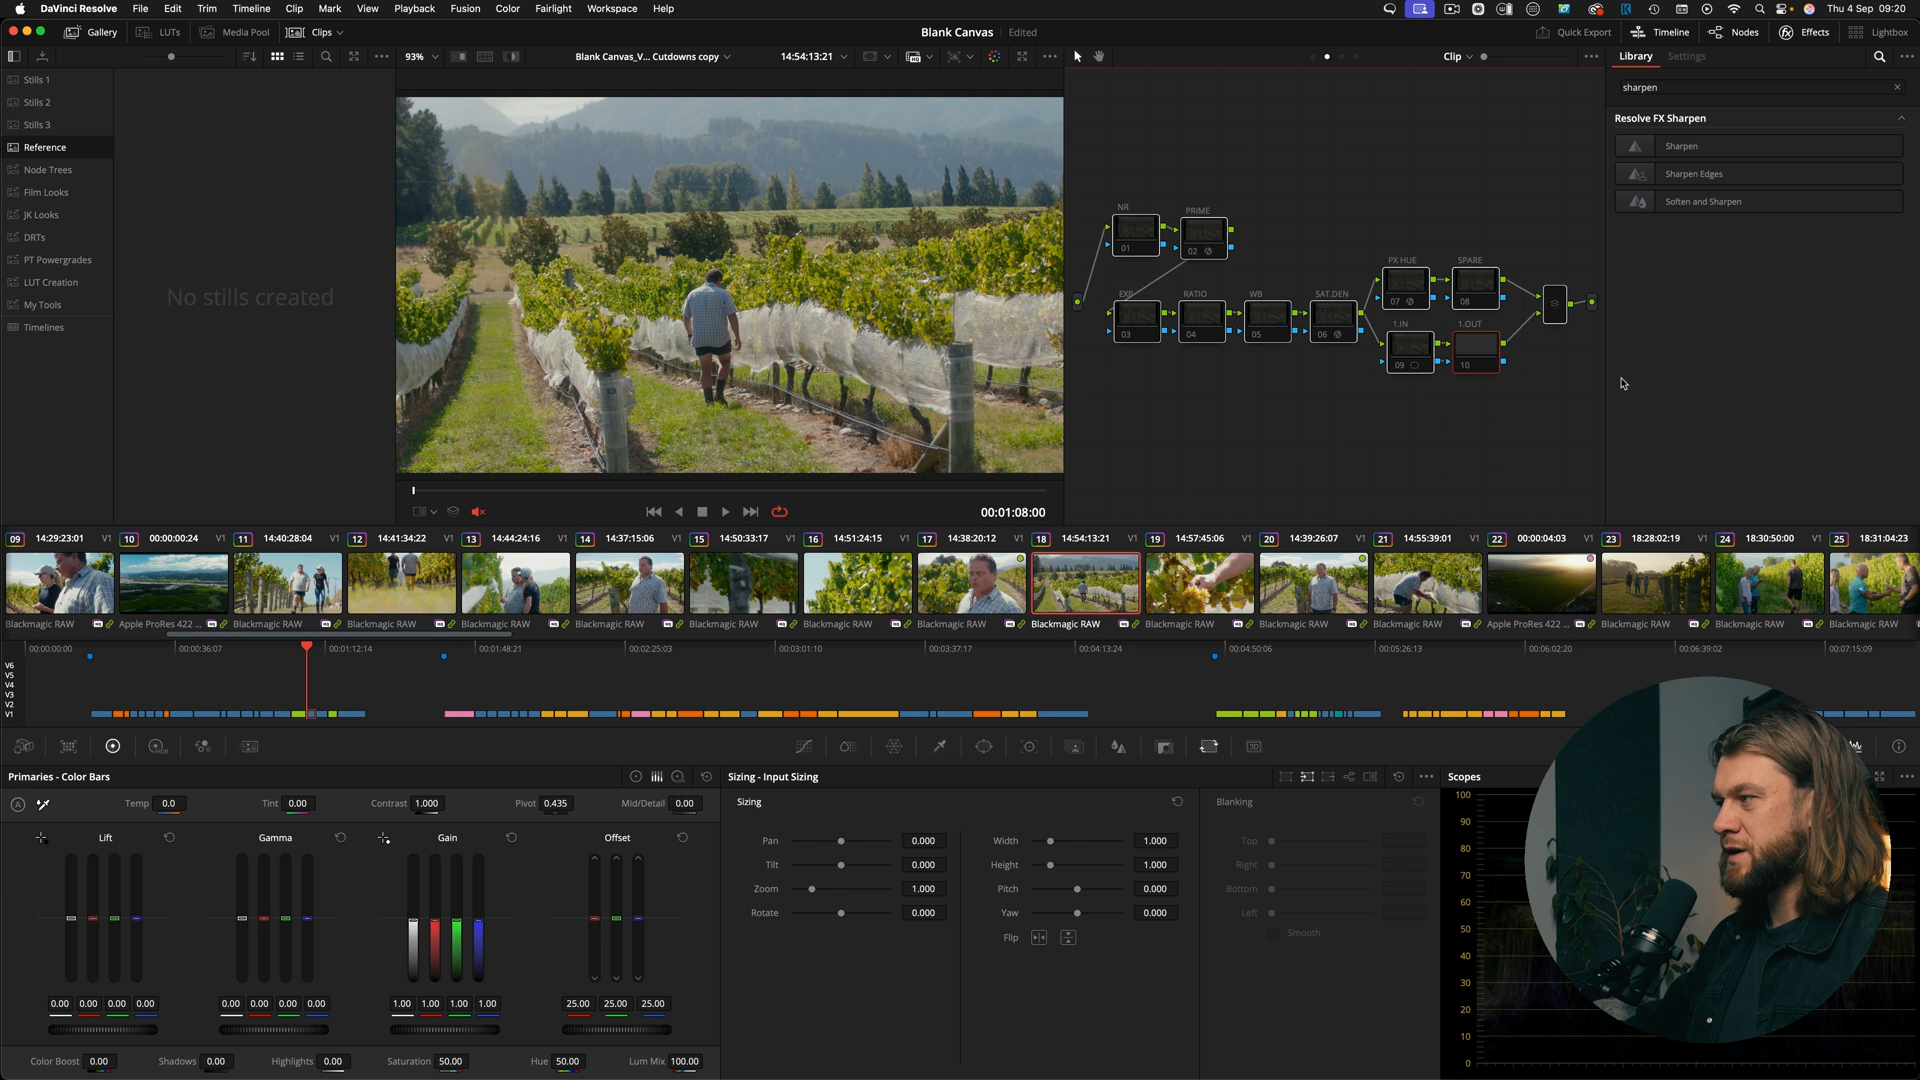 DaVinci Resolve File Edit Trim Timeline Clip Mark View Playback Fusion Color Fairlight Workspace Help Thu 4 Sep 09:20
Gallery LUTs Media Pool Clips Blank Canvas Edited Quick Export Timeline Nodes Effects Lightbox
93% Blank Canvas_V... Cutdowns copy 14:54:13:21 Clip Library Settings
Stills 1
Stills 2
Stills 3
Reference
Node Trees
Film Looks
JK Looks
DRTs
PT Powergrades
LUT Creation
My Tools
Timelines
No stills created
sharpen
Resolve FX Sharpen
Sharpen
Sharpen Edges
Soften and Sharpen
NR PRIME
01 02
PX HUE SPARE
07 08
EXP RATIO WB SAT.DEN
03 04 05 06
1.IN 1.OUT
09 10
00:01:08:00
09 14:29:23:01 V1 10 00:00:00:24 V1 11 14:40:28:04 V1 12 14:41:34:22 V1 13 14:44:24:16 V1 14 14:37:15:06 V1 15 14:50:33:17 V1 16 14:51:24:15 V1 17 14:38:20:12 V1 18 14:54:13:21 V1 19 14:57:45:06 V1 20 14:39:26:07 V1 21 14:55:39:01 V1 22 00:00:04:03 V1 23 18:28:02:19 V1 24 18:30:50:00 V1 25 18:31:04:23
Blackmagic RAW Apple ProRes 422 ... Blackmagic RAW Blackmagic RAW Blackmagic RAW Blackmagic RAW Blackmagic RAW Blackmagic RAW Blackmagic RAW Blackmagic RAW Blackmagic RAW Blackmagic RAW Blackmagic RAW Apple ProRes 422 ... Blackmagic RAW Blackmagic RAW Blackmagic RAW
00:00:00:00 00:00:36:07 00:01:12:14 00:01:48:21 00:02:25:03 00:03:01:10 00:03:37:17 00:04:13:24 00:04:50:06 00:05:26:13 00:06:02:20 00:06:39:02 00:07:15:09
V6
V5
V4
V3
V2
V1
Primaries - Color Bars
Temp 0.0 Tint 0.00 Contrast 1.000 Pivot 0.435 Mid/Detail 0.00
Lift Gamma Gain Offset
0.00 0.00 0.00 0.00 0.00 0.00 0.00 0.00 1.00 1.00 1.00 1.00 25.00 25.00 25.00
Color Boost 0.00 Shadows 0.00 Highlights 0.00 Saturation 50.00 Hue 50.00 Lum Mix 100.00
Sizing - Input Sizing
Sizing
Pan 0.000 Width 1.000
Tilt 0.000 Height 1.000
Zoom 1.000 Pitch 0.000
Rotate 0.000 Yaw 0.000
Flip
Blanking
Top
Right
Bottom
Left
Smooth
Scopes
100
90
80
70
60
50
40
30
20
10
0